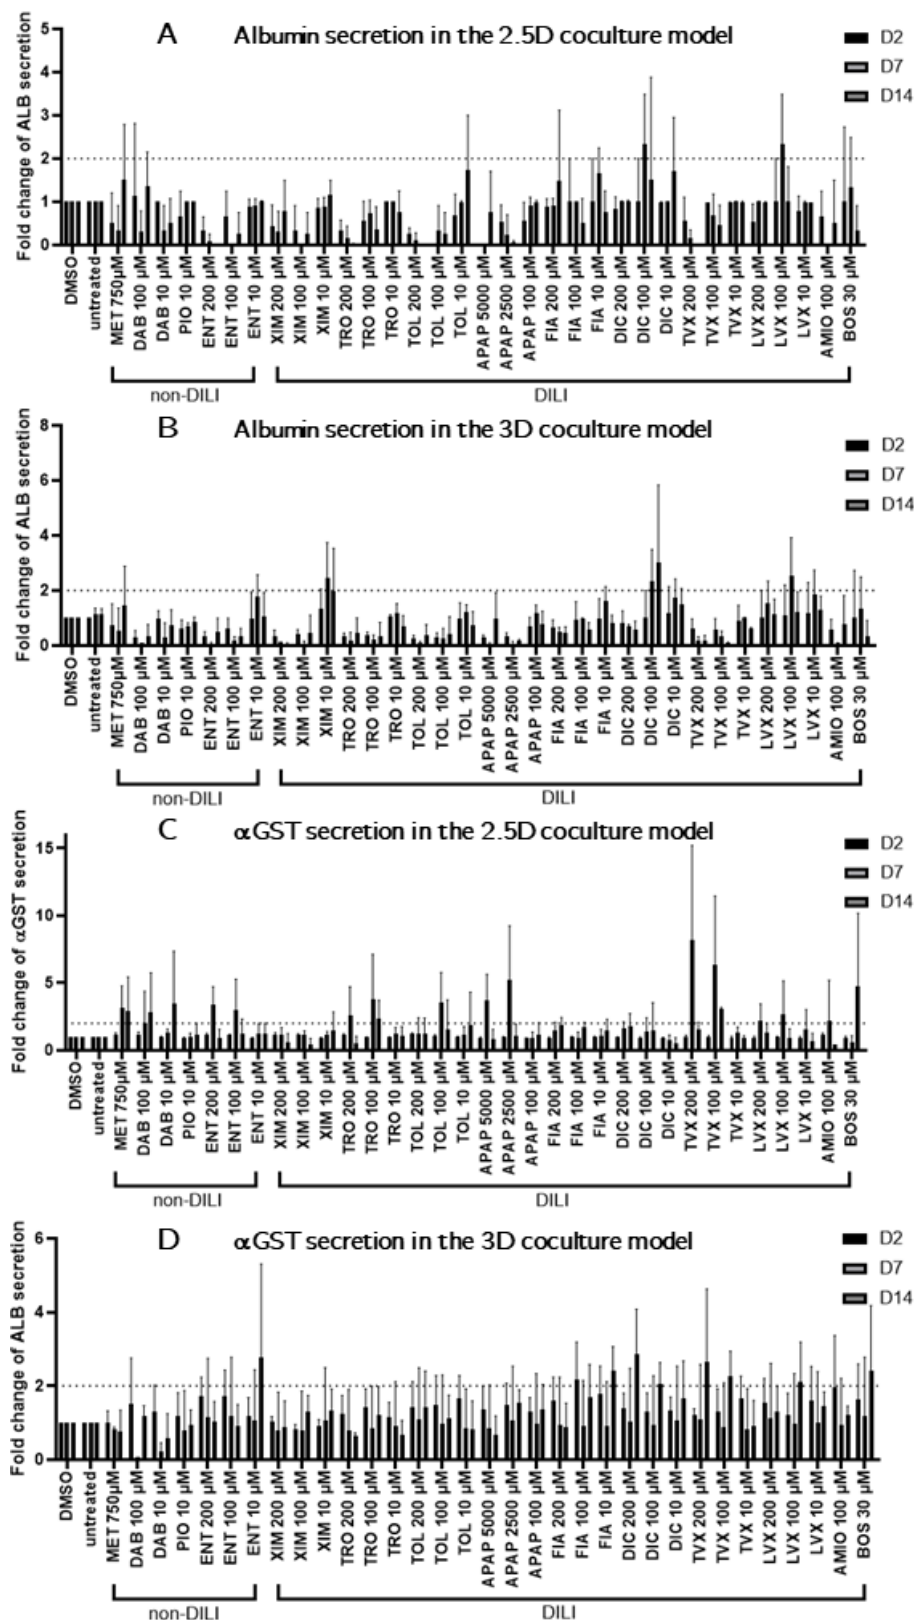 A Albumin secretion in the 2.5D coculture model
Fold change of ALB secretion
5
4
3
2
1
0
D2
D7
D14
DMSO
untreated
MET 750µM
DAB 100 µM
DAB 10 µM
PIO 10 µM
ENT 200 µM
ENT 100 µM
ENT 10 µM
XIM 200 µM
XIM 100 µM
XIM 10 µM
TRO 200 µM
TRO 100 µM
TRO 10 µM
TOL 200 µM
TOL 100 µM
TOL 10 µM
APAP 5000 µM
APAP 2500 µM
APAP 100 µM
FIA 200 µM
FIA 100 µM
FIA 10 µM
DIC 200 µM
DIC 100 µM
DIC 10 µM
TVX 200 µM
TVX 100 µM
TVX 10 µM
LVX 200 µM
LVX 100 µM
LVX 10 µM
AMIO 100 µM
BOS 30 µM
non-DILI
DILI
B Albumin secretion in the 3D coculture model
Fold change of ALB secretion
8
6
4
2
0
D2
D7
D14
DMSO
untreated
MET 750µM
DAB 100 µM
DAB 10 µM
PIO 10 µM
ENT 200 µM
ENT 100 µM
ENT 10 µM
XIM 200 µM
XIM 100 µM
XIM 10 µM
TRO 200 µM
TRO 100 µM
TRO 10 µM
TOL 200 µM
TOL 100 µM
TOL 10 µM
APAP 5000 µM
APAP 2500 µM
APAP 100 µM
FIA 200 µM
FIA 100 µM
FIA 10 µM
DIC 200 µM
DIC 100 µM
DIC 10 µM
TVX 200 µM
TVX 100 µM
TVX 10 µM
LVX 200 µM
LVX 100 µM
LVX 10 µM
AMIO 100 µM
BOS 30 µM
non-DILI
DILI
C αGST secretion in the 2.5D coculture model
Fold change of αGST secretion
15
10
5
0
D2
D7
D14
DMSO
untreated
MET 750µM
DAB 100 µM
DAB 10 µM
PIO 10 µM
ENT 200 µM
ENT 100 µM
ENT 10 µM
XIM 200 µM
XIM 100 µM
XIM 10 µM
TRO 200 µM
TRO 100 µM
TRO 10 µM
TOL 200 µM
TOL 100 µM
TOL 10 µM
APAP 5000 µM
APAP 2500 µM
APAP 100 µM
FIA 200 µM
FIA 100 µM
FIA 10 µM
DIC 200 µM
DIC 100 µM
DIC 10 µM
TVX 200 µM
TVX 100 µM
TVX 10 µM
LVX 200 µM
LVX 100 µM
LVX 10 µM
AMIO 100 µM
BOS 30 µM
non-DILI
DILI
D αGST secretion in the 3D coculture model
Fold change of ALB secretion
6
4
2
0
D2
D7
D14
DMSO
untreated
MET 750µM
DAB 100 µM
DAB 10 µM
PIO 10 µM
ENT 200 µM
ENT 100 µM
ENT 10 µM
XIM 200 µM
XIM 100 µM
XIM 10 µM
TRO 200 µM
TRO 100 µM
TRO 10 µM
TOL 200 µM
TOL 100 µM
TOL 10 µM
APAP 5000 µM
APAP 2500 µM
APAP 100 µM
FIA 200 µM
FIA 100 µM
FIA 10 µM
DIC 200 µM
DIC 100 µM
DIC 10 µM
TVX 200 µM
TVX 100 µM
TVX 10 µM
LVX 200 µM
LVX 100 µM
LVX 10 µM
AMIO 100 µM
BOS 30 µM
non-DILI
DILI